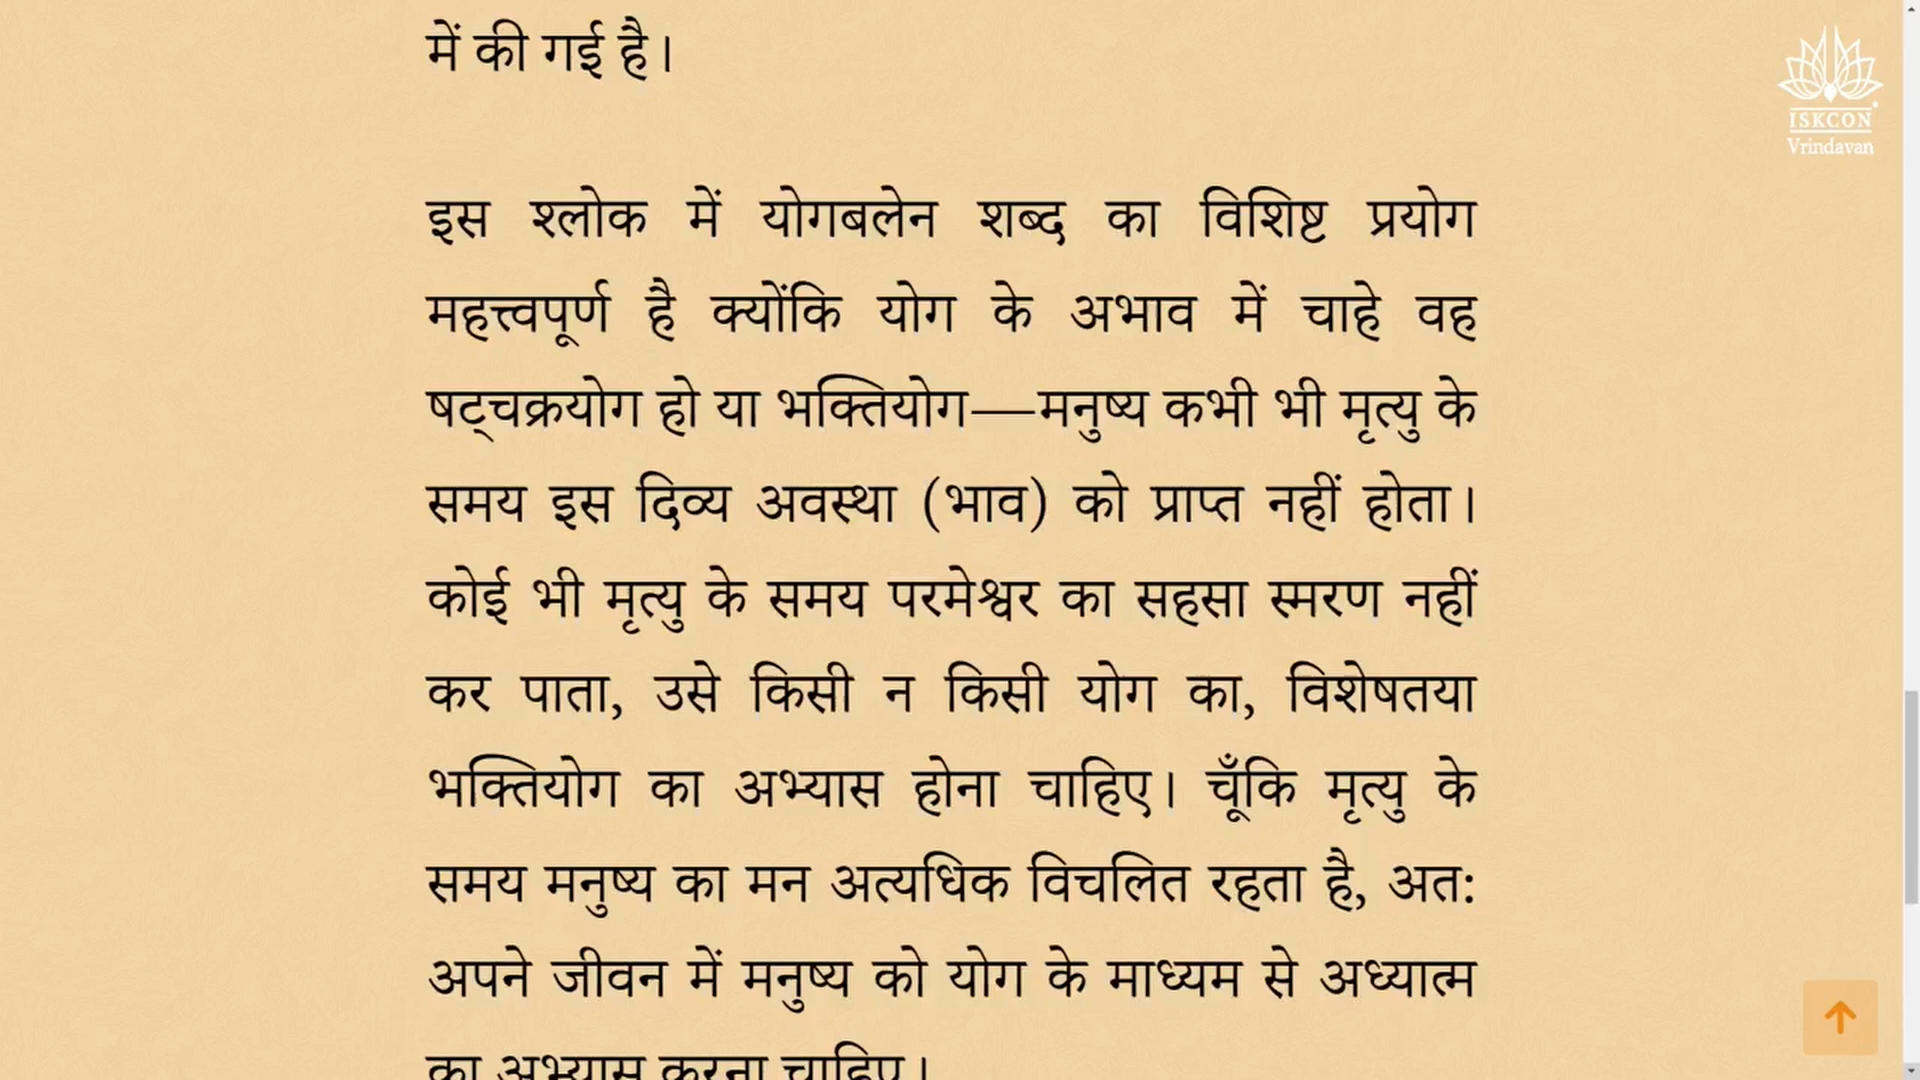 में की गई है।
ISKCON
Vrindavan
इस श्लोक में योगबलेन शब्द का विशिष्ट प्रयोग
महत्त्वपूर्ण है क्योंकि योग के अभाव में चाहे वह
षट्चक्रयोग हो या भक्तियोग—मनुष्य कभी भी मृत्यु के
समय इस दिव्य अवस्था (भाव) को प्राप्त नहीं होता।
कोई भी मृत्यु के समय परमेश्वर का सहसा स्मरण नहीं
कर पाता, उसे किसी न किसी योग का, विशेषतया
भक्तियोग का अभ्यास होना चाहिए। चूँकि मृत्यु के
समय मनुष्य का मन अत्यधिक विचलित रहता है, अत:
अपने जीवन में मनुष्य को योग के माध्यम से अध्यात्म
का अभ्यास करना चाहिए।